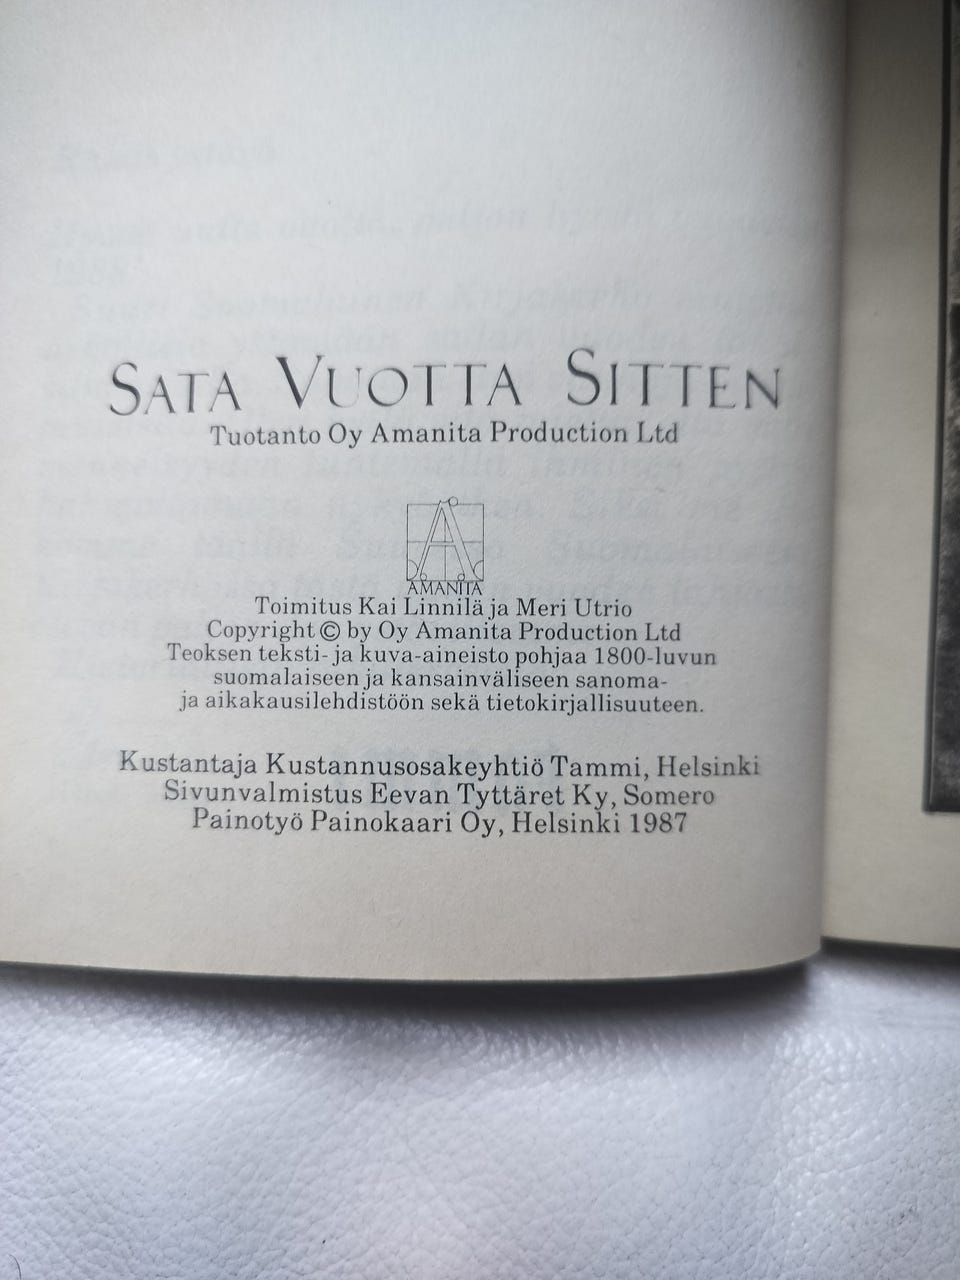 SATA VUOTTA SITTEN
Tuotanto Oy Amanita Production Ltd
A
AMANITA
Toimitus Kai Linnilä ja Meri Utrio
Copyright © by Oy Amanita Production Ltd
Teoksen teksti- ja kuva-aineisto pohjaa 1800-luvun
suomalaiseen ja kansainväliseen sanoma-
ja aikakausilehdistöön sekä tietokirjallisuuteen.
Kustantaja Kustannusosakeyhtiö Tammi, Helsinki
Sivunvalmistus Eevan Tyttäret Ky, Somero
Painotyö Painokaari Oy, Helsinki 1987